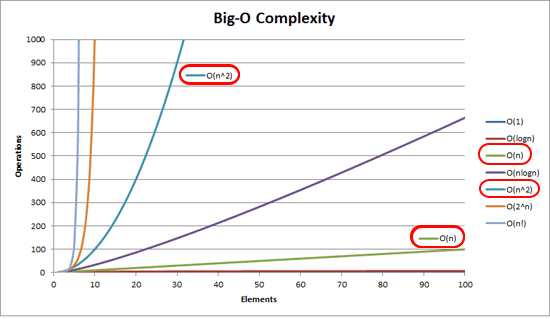 Big-O Complexity
1000
900
800
700
600
500
400
300
200
100
0
Operations
0 10 20 30 40 50 60 70 80 90 100
Elements
O(n^2)
O(n)
O(1)
O(logn)
O(n)
O(nlogn)
O(n^2)
O(2^n)
O(n!)